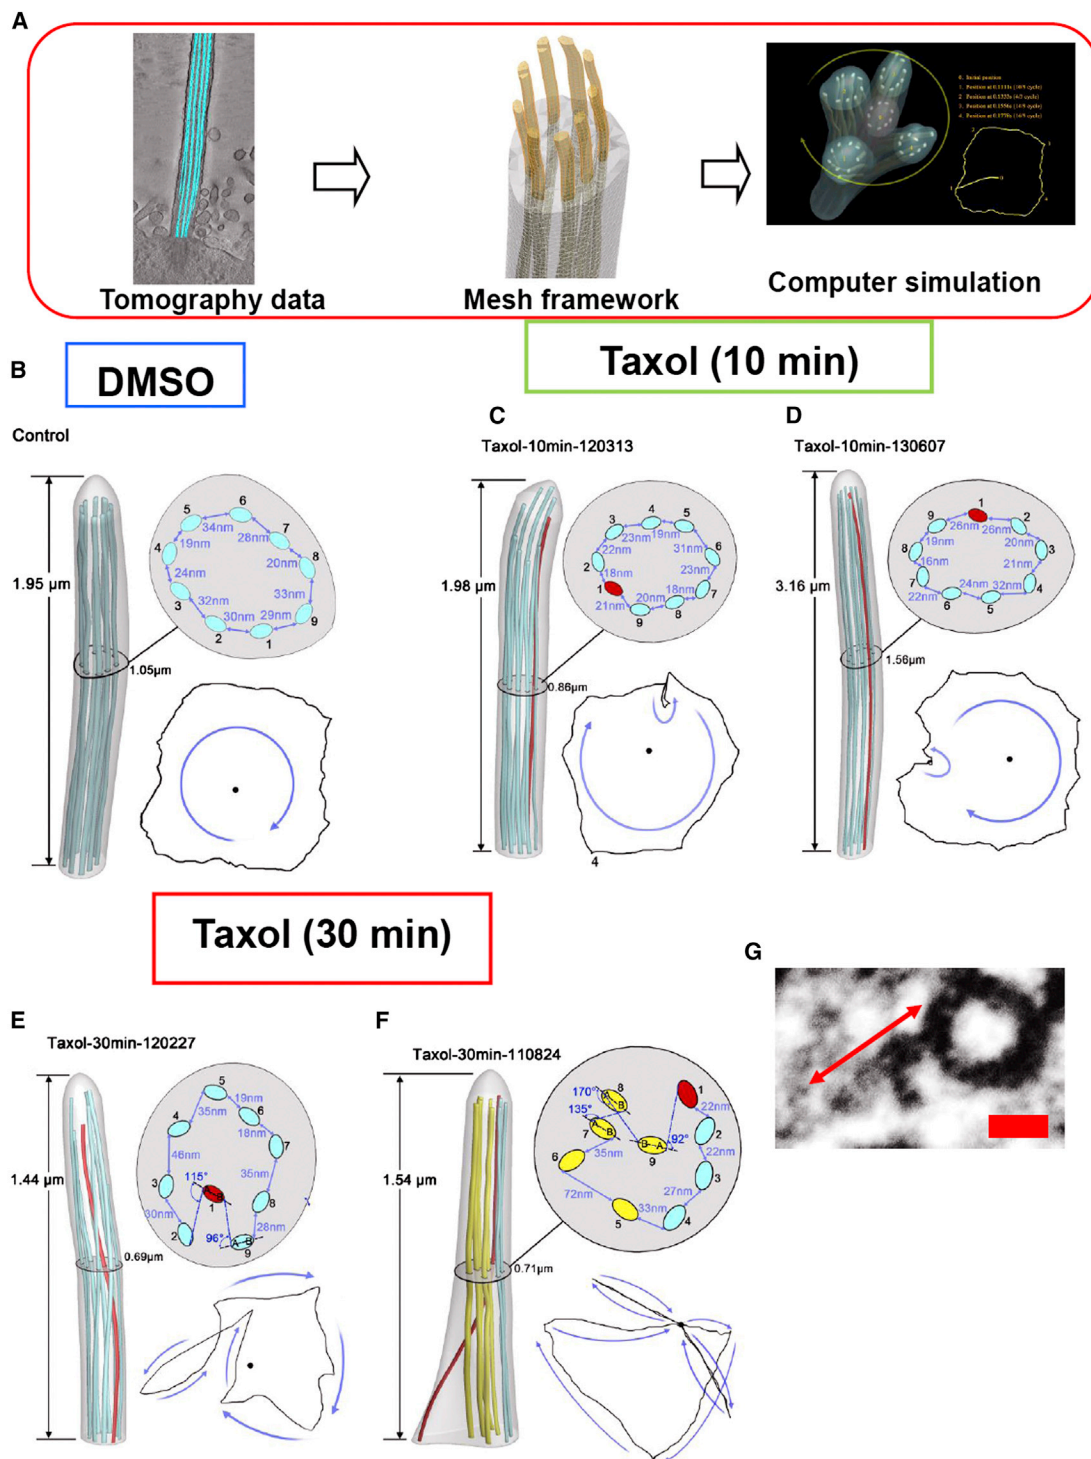 A
0. Initial position
Tomography data
Mesh framework
Computer simulation
B
DMSO
Taxol (10 min)
Control
1.95 μm
1.05μm
5
6
7
8
9
1
2
3
4
34nm
28nm
20nm
33nm
29nm
30nm
32nm
24nm
19nm
C
Taxol-10min-120313
1.98 μm
0.86μm
3
4
5
6
7
8
9
1
2
23nm
19nm
31nm
23nm
18nm
20nm
21nm
18nm
22nm
4
D
Taxol-10min-130607
3.16 μm
1.56μm
1
2
3
4
5
6
7
8
9
26nm
26nm
20nm
21nm
32nm
24nm
22nm
16nm
19nm
Taxol (30 min)
E
Taxol-30min-120227
1.44 μm
0.69μm
5
6
7
8
9
1
2
3
4
35nm
19nm
18nm
35nm
28nm
46nm
30nm
115°
96°
A
B
F
Taxol-30min-110824
1.54 μm
0.71μm
170°
135°
92°
8
1
2
3
4
5
6
7
9
B
A
B
B
A
22nm
22nm
27nm
33nm
72nm
35nm
G